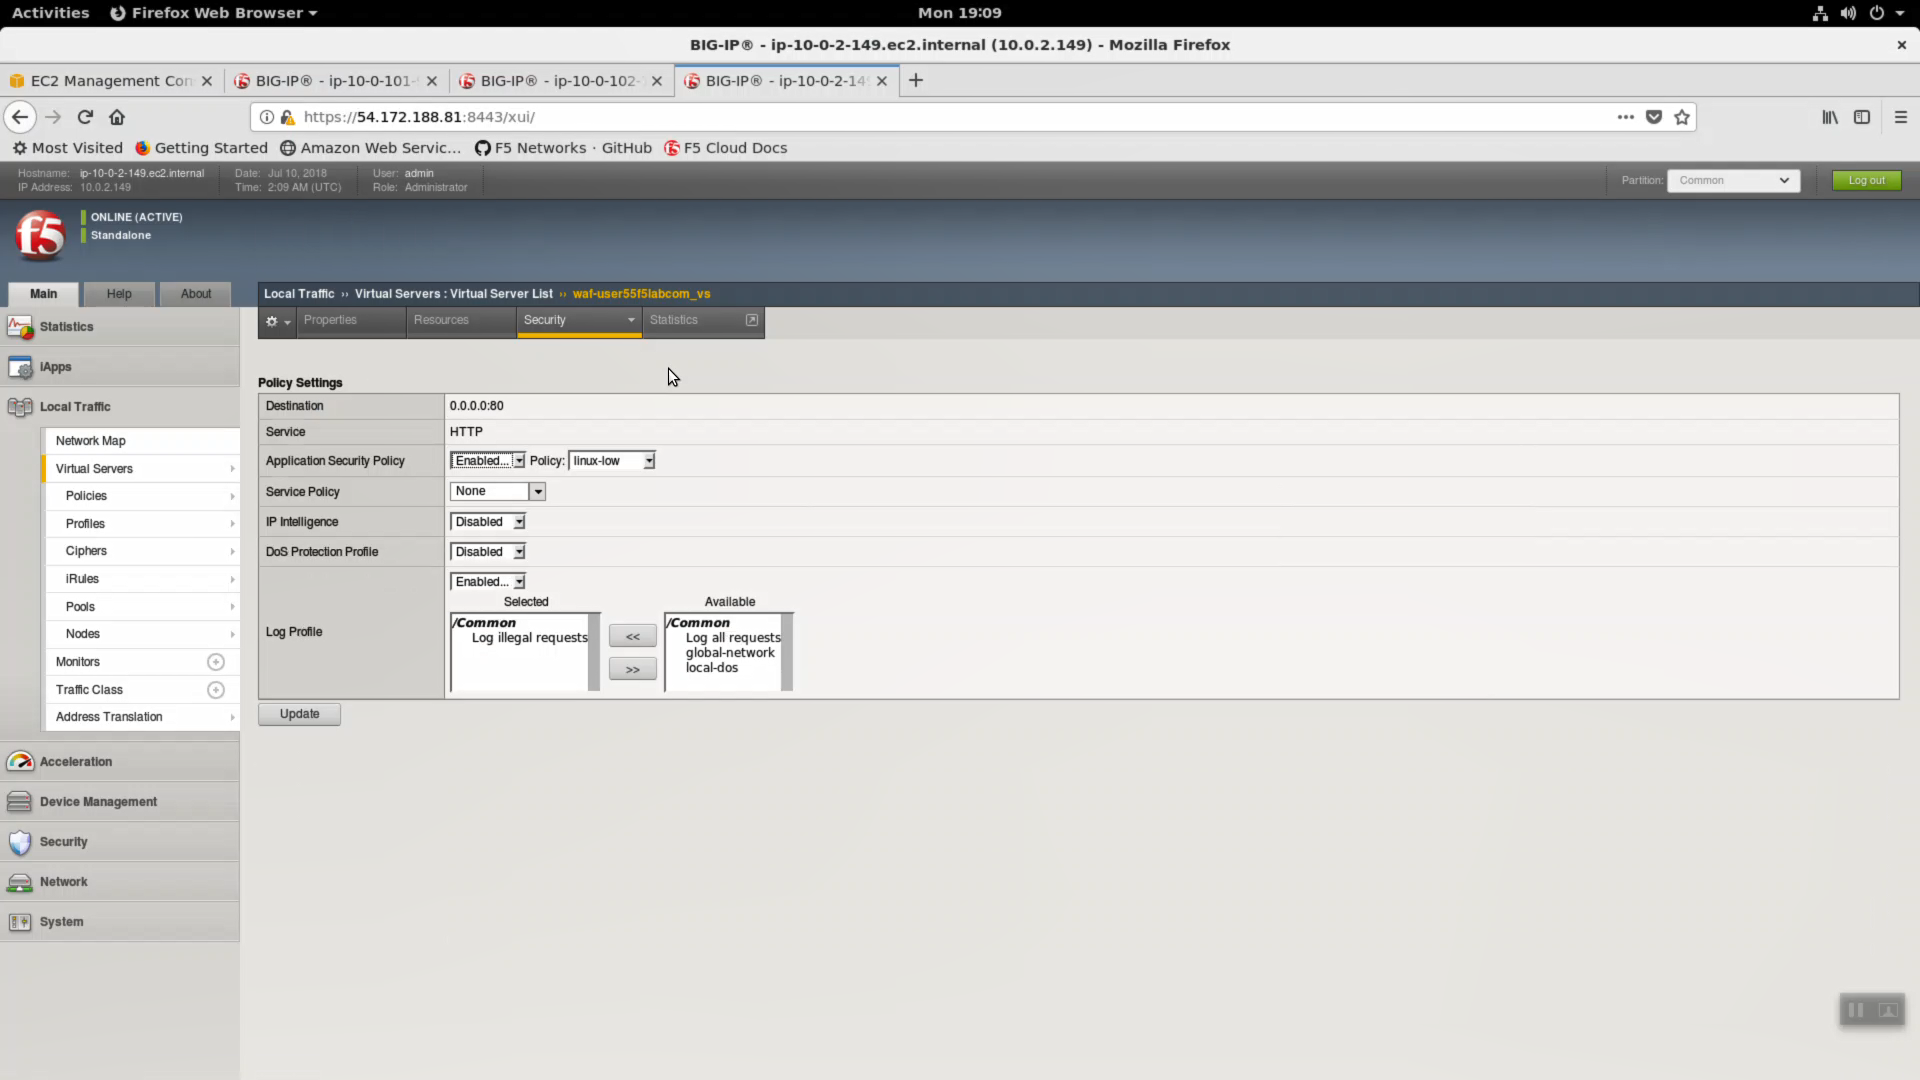 Activities Firefox Web Browser Mon 19:09
BIG-IP® - ip-10-0-2-149.ec2.internal (10.0.2.149) - Mozilla Firefox
EC2 Management Con BIG-IP® - ip-10-0-101- BIG-IP® - ip-10-0-102- BIG-IP® - ip-10-0-2-14
https://54.172.188.81:8443/xui/
Most Visited Getting Started Amazon Web Servic... F5 Networks · GitHub F5 Cloud Docs
Hostname: ip-10-0-2-149.ec2.internal Date: Jul 10, 2018 User: admin
IP Address: 10.0.2.149 Time: 2:09 AM (UTC) Role: Administrator
Partition: Common Log out
f5
ONLINE (ACTIVE)
Standalone
Main Help About
Local Traffic ›› Virtual Servers : Virtual Server List ›› waf-user55f5labcom_vs
Properties Resources Security Statistics
Statistics
iApps
Local Traffic
Network Map
Virtual Servers
Policies
Profiles
Ciphers
iRules
Pools
Nodes
Monitors
Traffic Class
Address Translation
Acceleration
Device Management
Security
Network
System
Policy Settings
Destination 0.0.0.0:80
Service HTTP
Application Security Policy Enabled... Policy: linux-low
Service Policy None
IP Intelligence Disabled
DoS Protection Profile Disabled
Log Profile Enabled...
Selected Available
/Common /Common
Log illegal requests << Log all requests
global-network
>> local-dos
Update